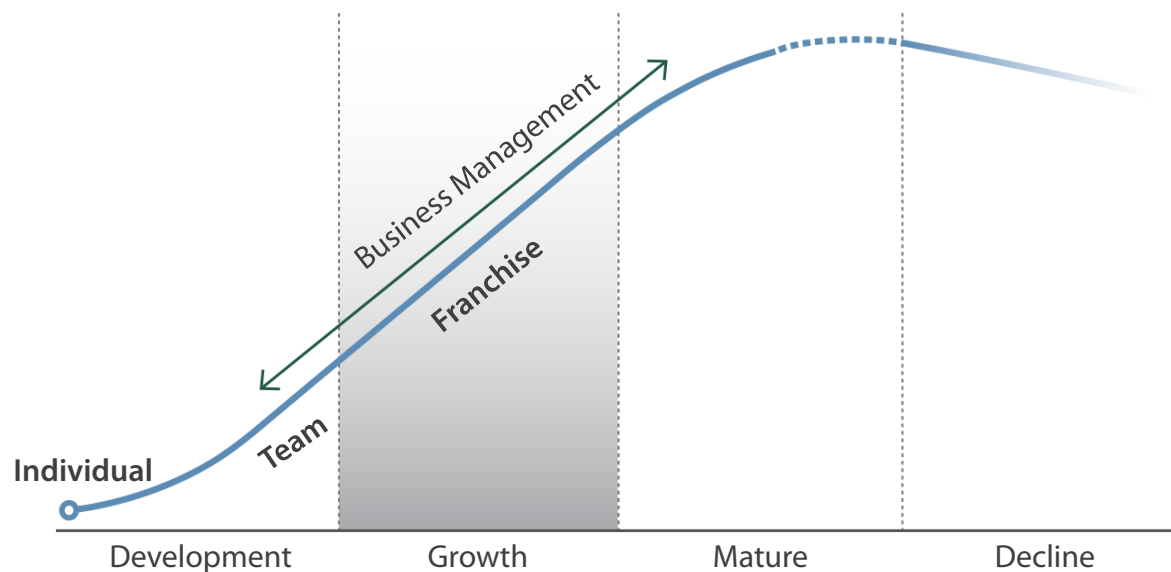 Business Management
Franchise
Team
Individual
Development
Growth
Mature
Decline